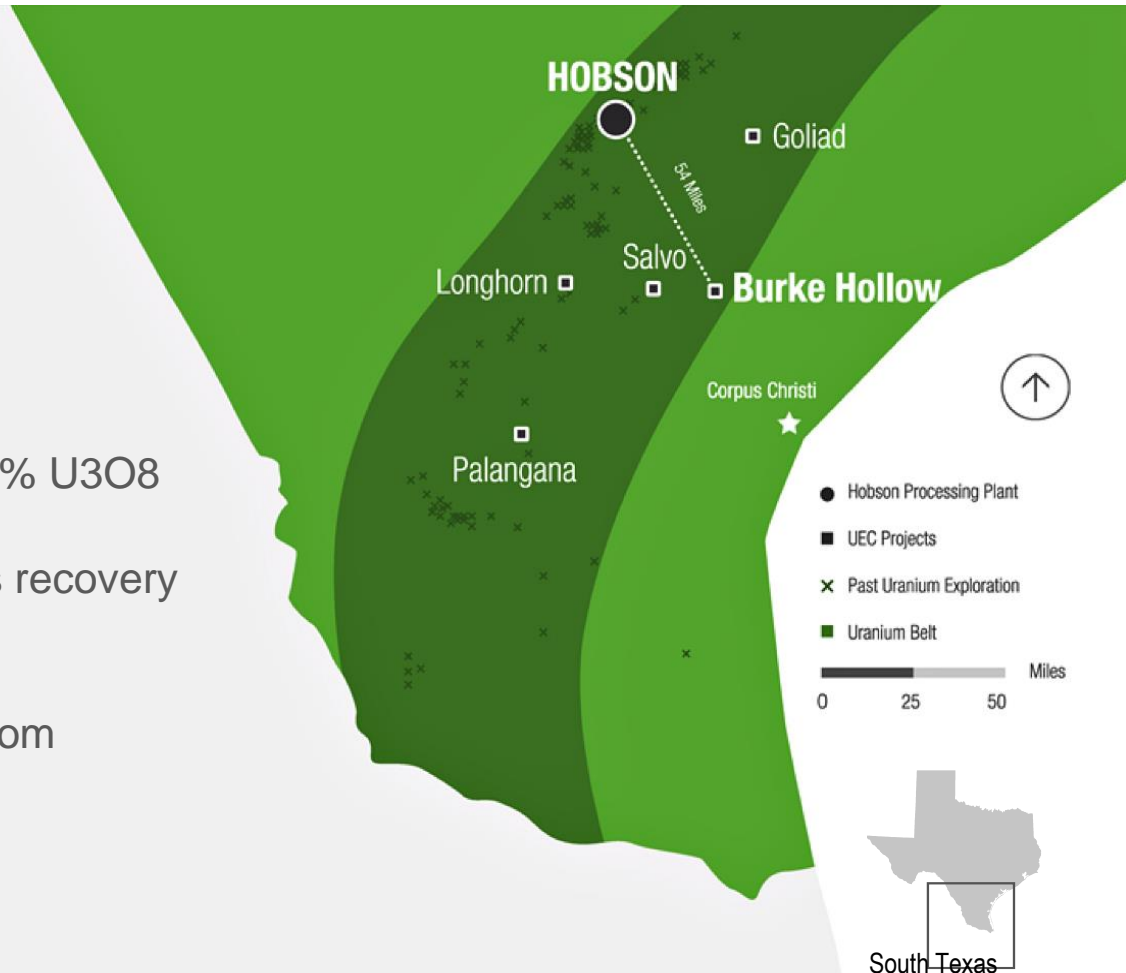 HOBSON
Goliad
54 Miles
Salvo
Longhorn
Burke Hollow
Corpus Christi
Palangana
% U3O8
recovery
om
Hobson Processing Plant
UEC Projects
Past Uranium Exploration
Uranium Belt
Miles
0 25 50
South Texas